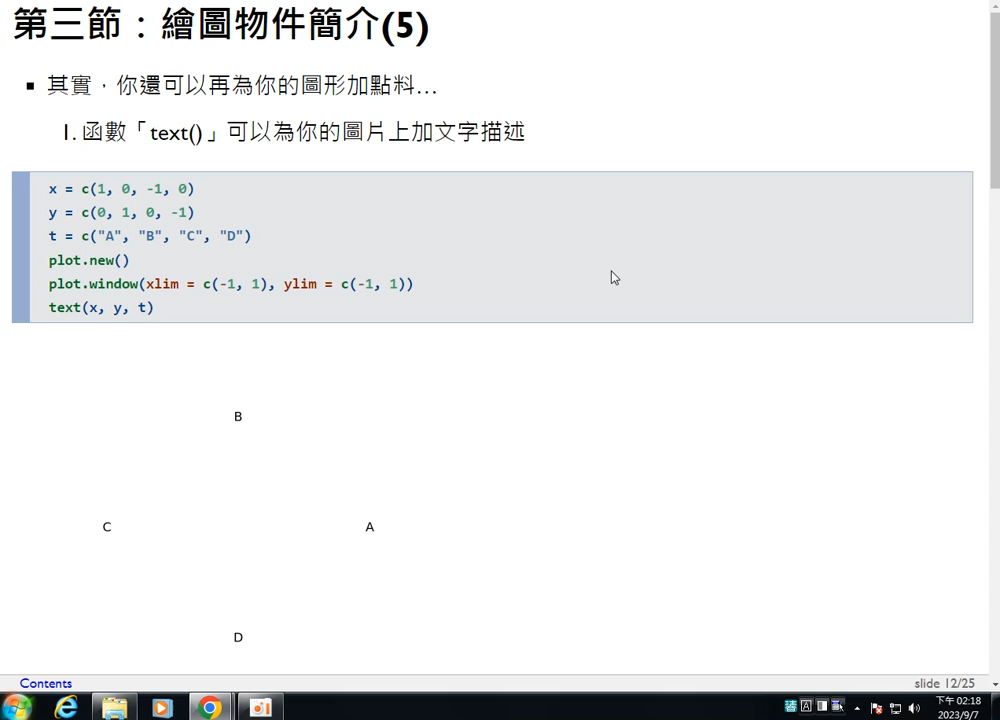 第三節：繪圖物件簡介(5)
其實，你還可以再為你的圖形加點料...
1. 函數「text()」可以為你的圖片上加文字描述
x = c(1, 0, -1, 0)
y = c(0, 1, 0, -1)
t = c("A", "B", "C", "D")
plot.new()
plot.window(xlim = c(-1, 1), ylim = c(-1, 1))
text(x, y, t)
B
C A
D
Contents slide 12/25
下午 02:18
2023/9/7